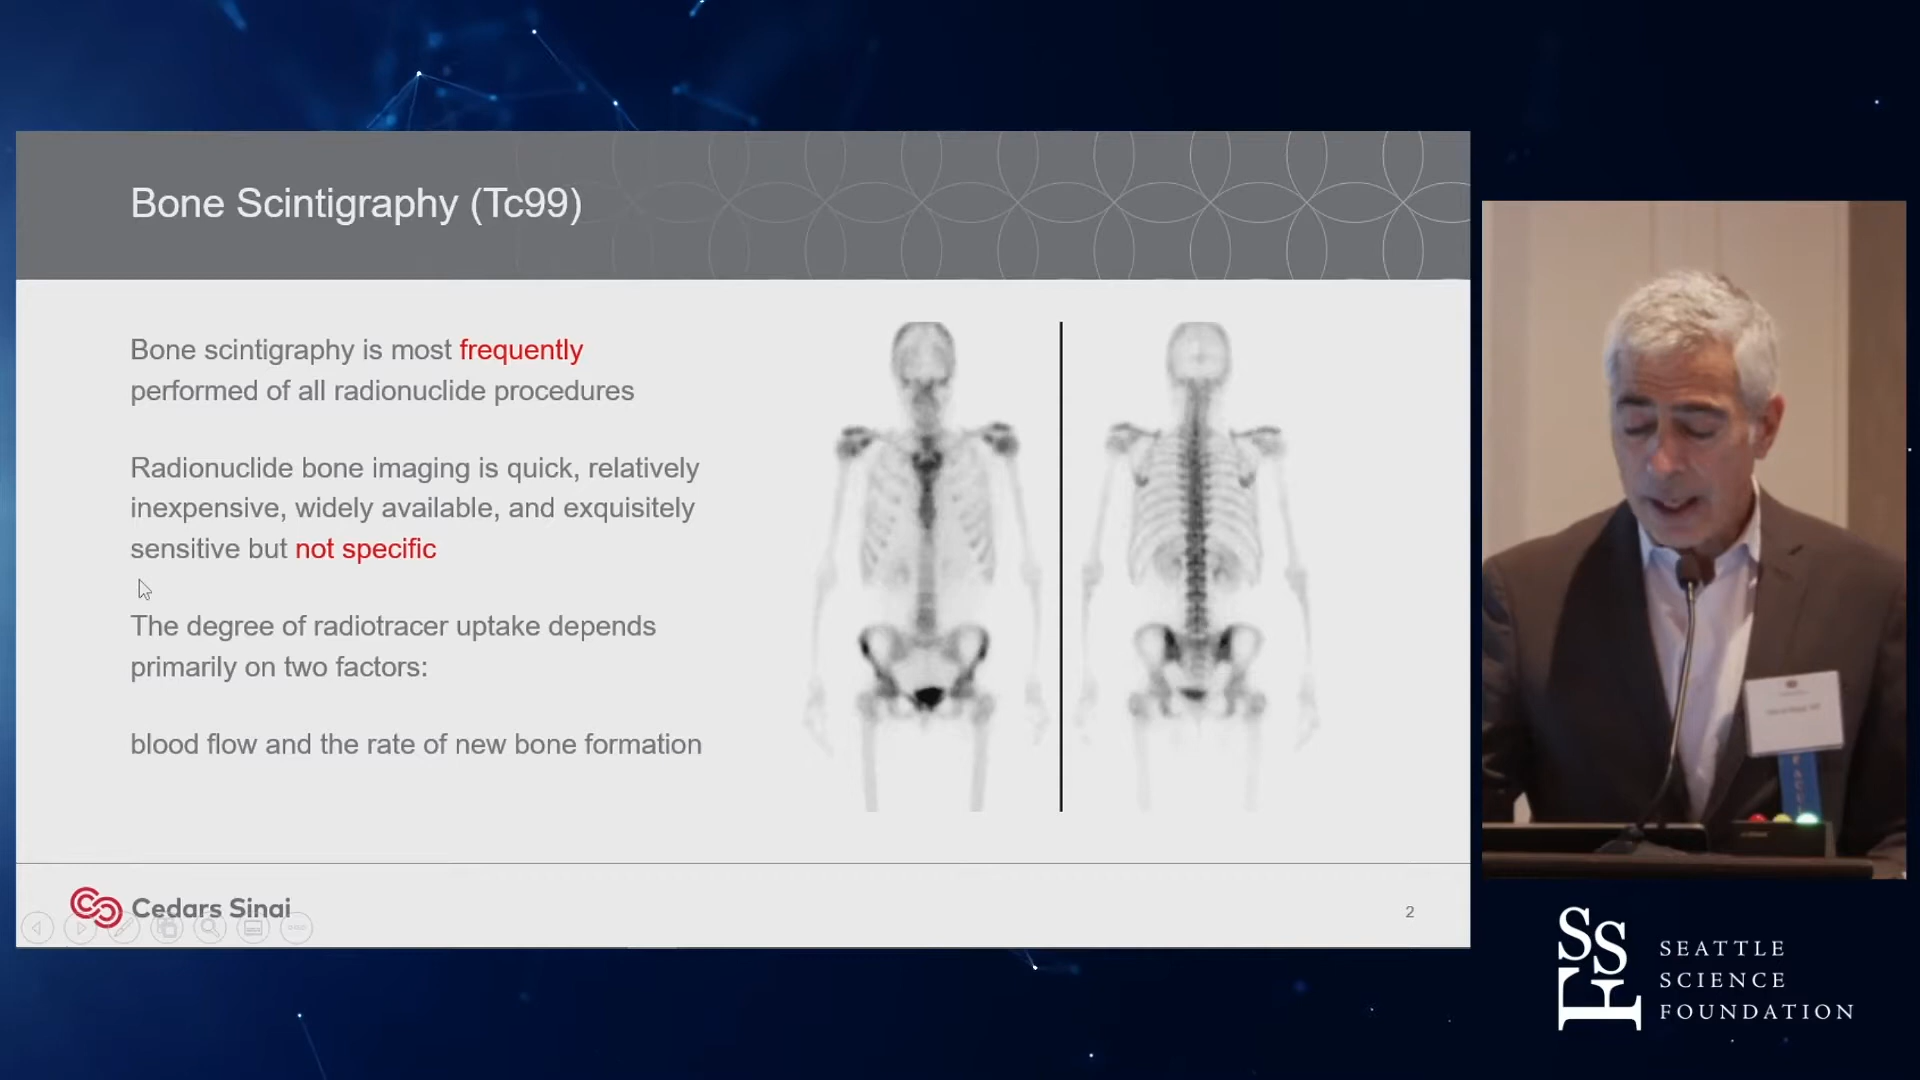 Bone Scintigraphy (Tc99)
Bone scintigraphy is most frequently
performed of all radionuclide procedures
Radionuclide bone imaging is quick, relatively
inexpensive, widely available, and exquisitely
sensitive but not specific
The degree of radiotracer uptake depends
primarily on two factors:
blood flow and the rate of new bone formation
Cedars Sinai
2
SSF
SEATTLE
SCIENCE
FOUNDATION